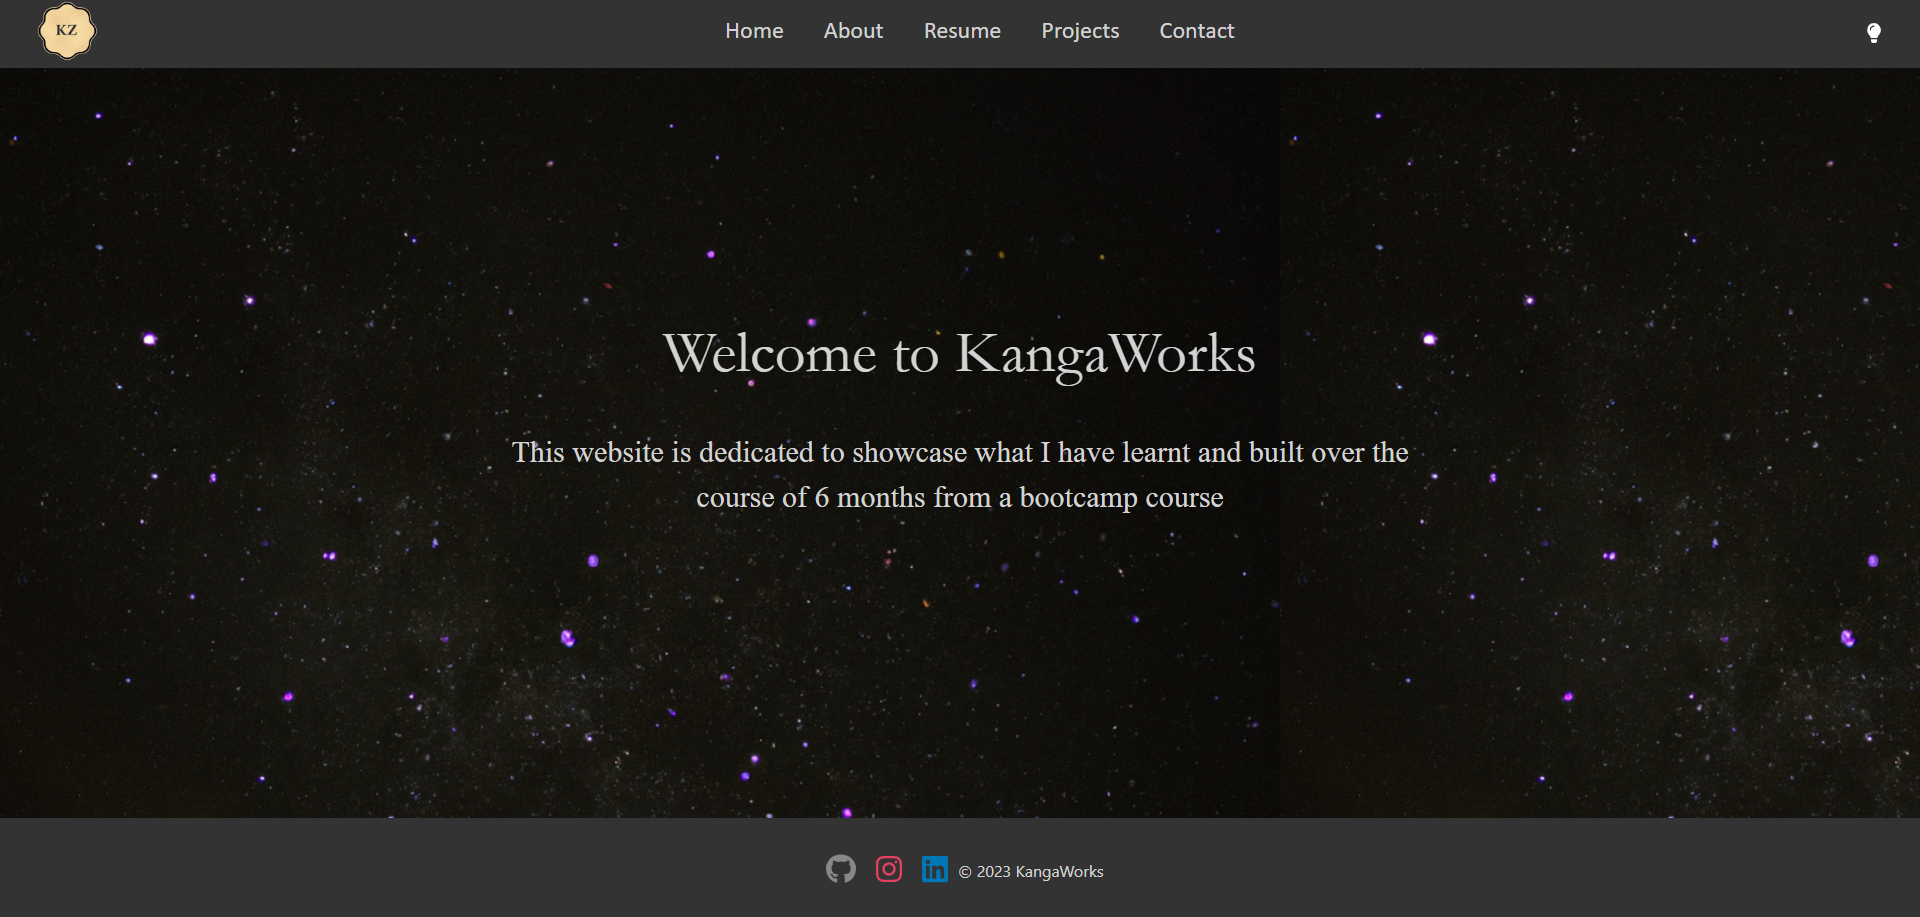 KZ
Home About Resume Projects Contact
Welcome to KangaWorks
This website is dedicated to showcase what I have learnt and built over the
course of 6 months from a bootcamp course
in © 2023 KangaWorks